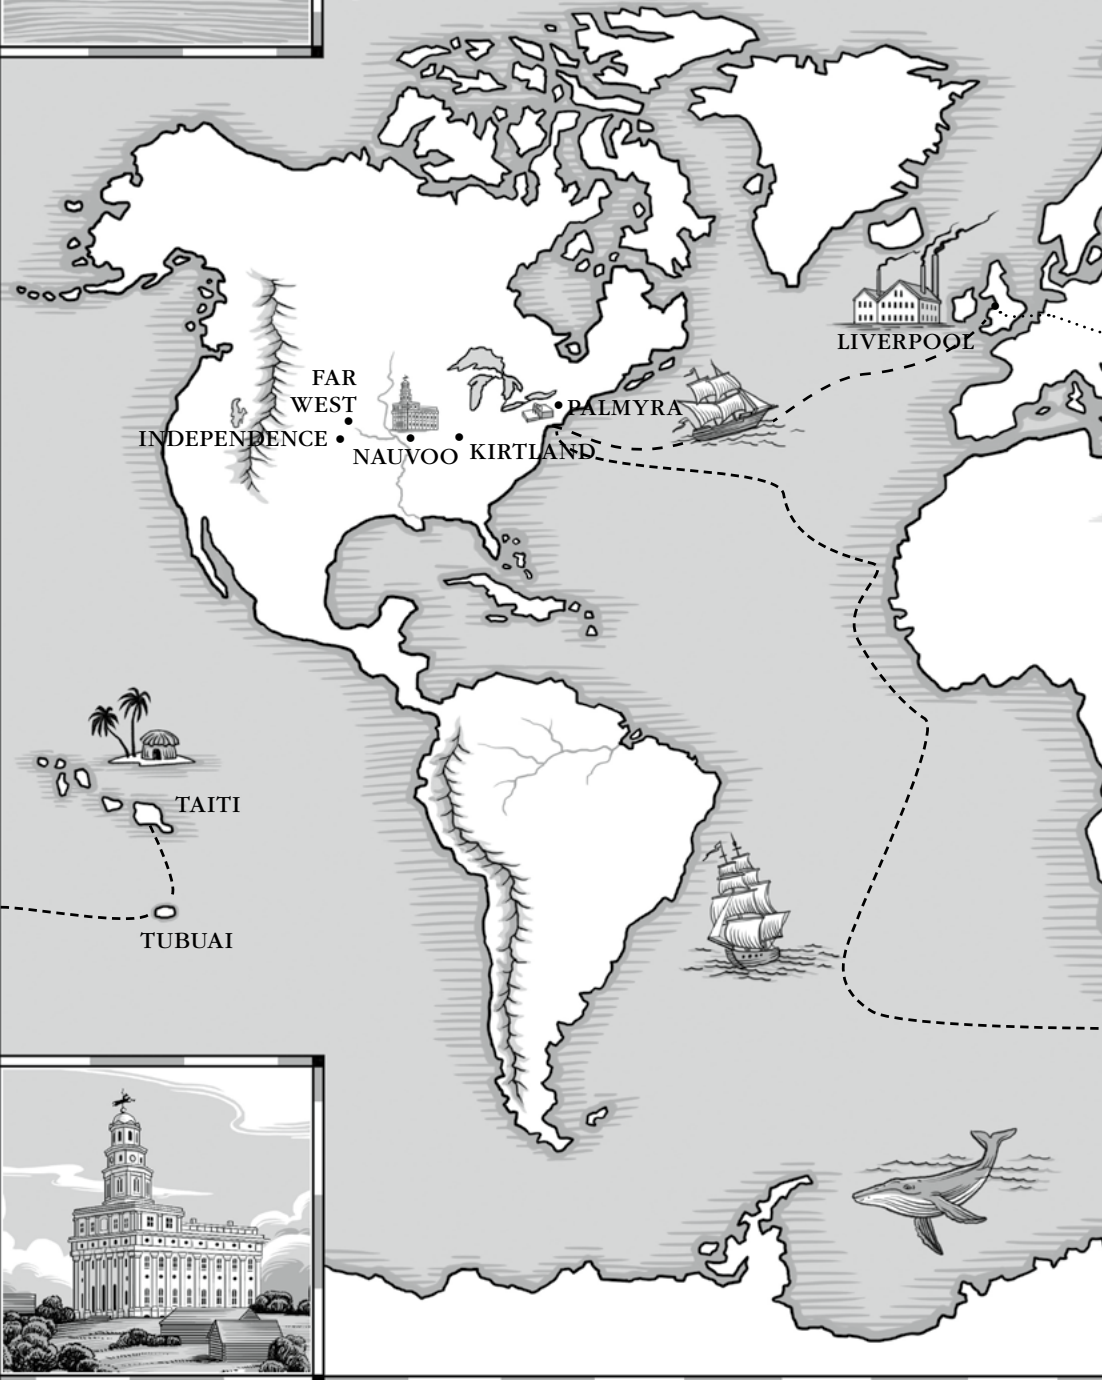 LIVERPOOL
FAR
WEST
PALMYRA
INDEPENDENCE
NAUVOO
KIRTLAND
TAITI
TUBUAI